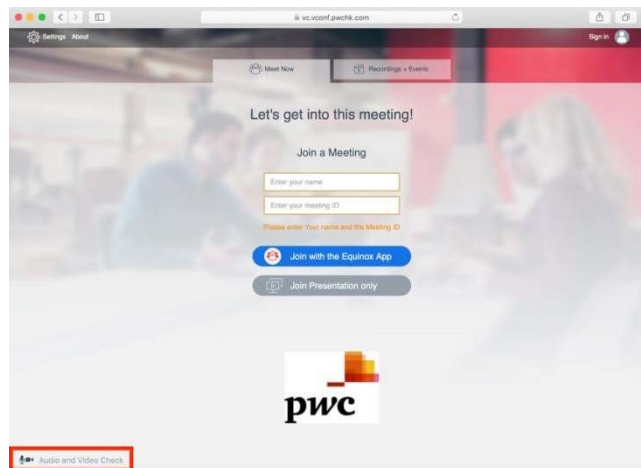 vc.vconf.pwchk.com
Settings About
Sign in
Meet Now
Recordings + Events
Let's get into this meeting!
Join a Meeting
Enter your name
Enter your meeting ID
Please enter Your name and the Meeting ID
Join with the Equinox App
Join Presentation only
pwc
Audio and Video Check